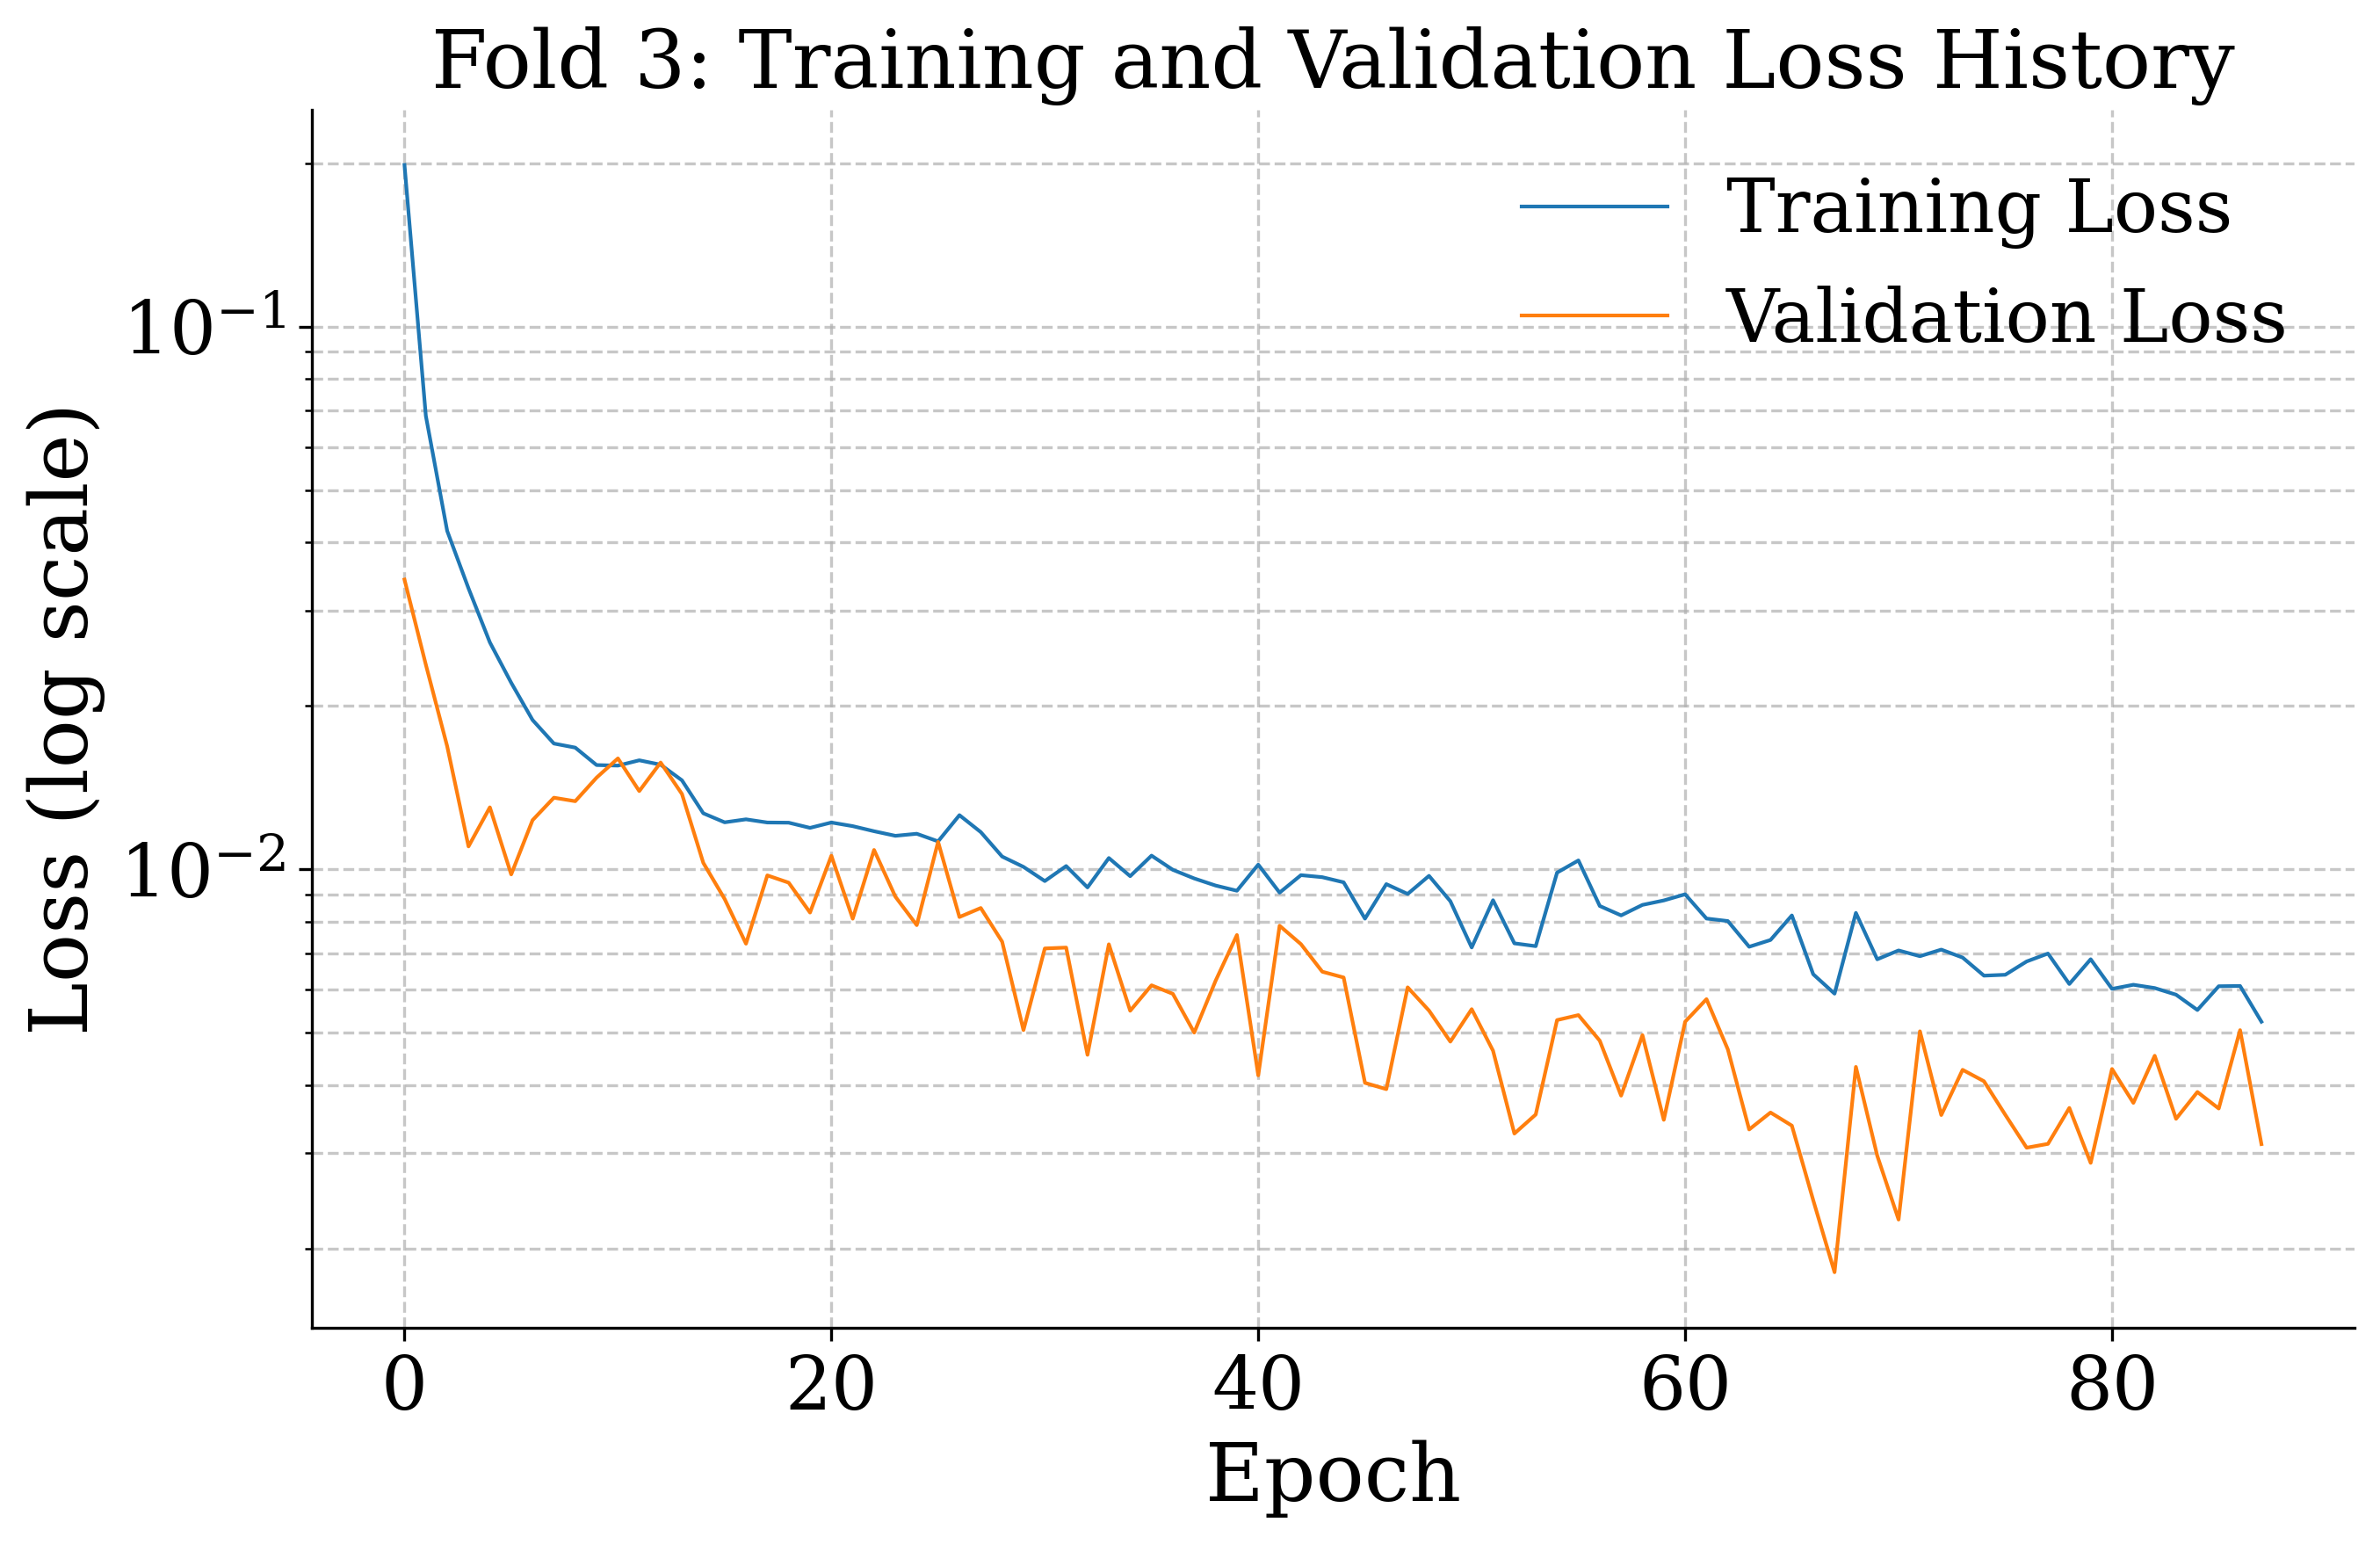 Fold 3: Training and Validation Loss History
Training Loss
Validation Loss
10⁻¹
10⁻²
Loss (log scale)
0 20 40 60 80
Epoch